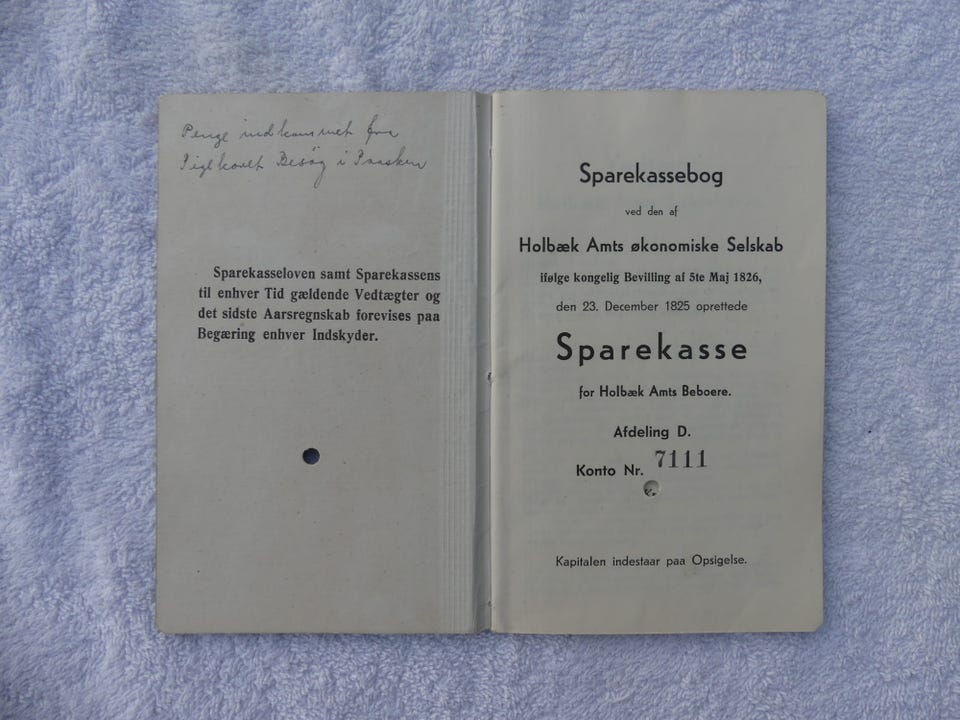 Penge indkommet fra
Besøg i Paasken
Sparekasseloven samt Sparekassens
til enhver Tid gældende Vedtægter og
det sidste Aarsregnskab forevises paa
Begæring enhver Indskyder.
Sparekassebog
ved den af
Holbæk Amts økonomiske Selskab
ifølge kongelig Bevilling af 5te Maj 1826,
den 23. December 1825 oprettede
Sparekasse
for Holbæk Amts Beboere.
Afdeling D.
Konto Nr. 7111
Kapitalen indestaar paa Opsigelse.